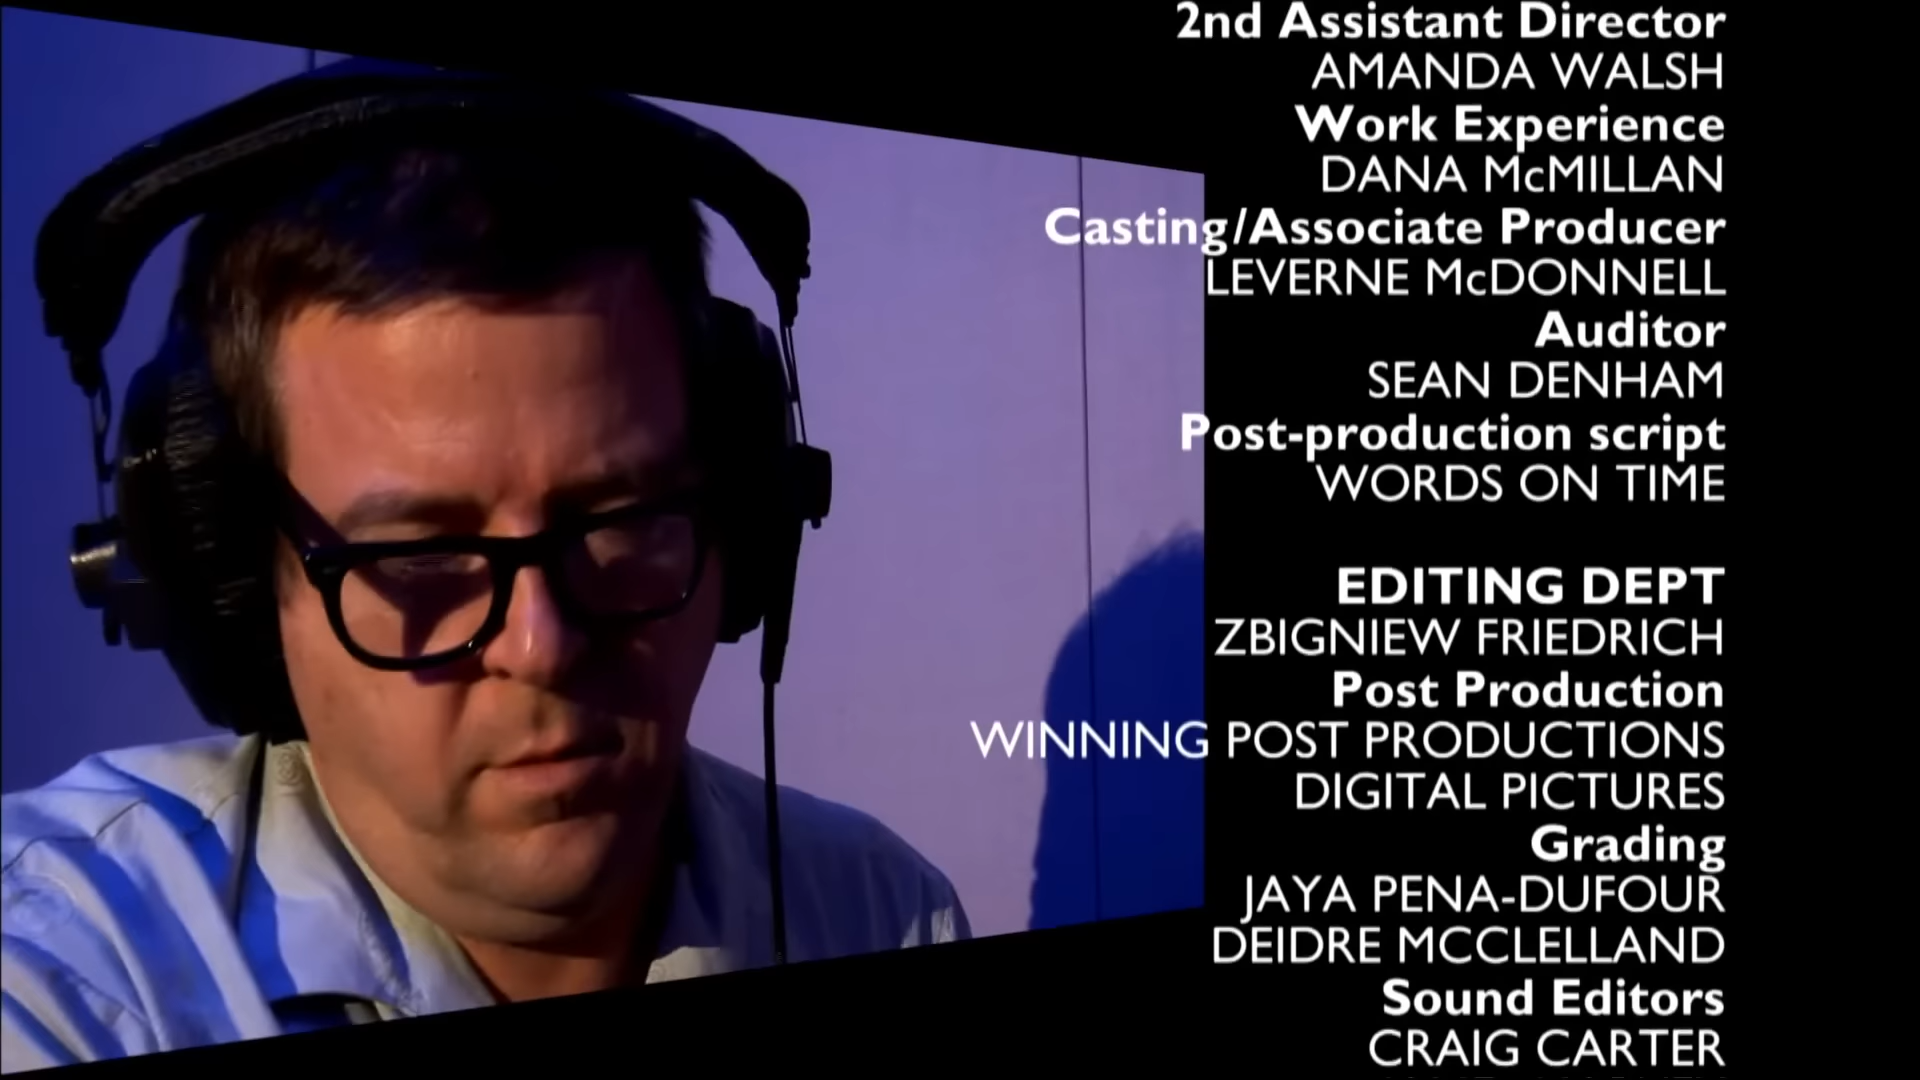 2nd Assistant Director
AMANDA WALSH
Work Experience
DANA McMILLAN
Casting/Associate Producer
LEVERNE McDONNELL
Auditor
SEAN DENHAM
Post-production script
WORDS ON TIME
EDITING DEPT
ZBIGNIEW FRIEDRICH
Post Production
WINNING POST PRODUCTIONS
DIGITAL PICTURES
Grading
JAYA PENA-DUFOUR
DEIDRE MCCLELLAND
Sound Editors
CRAIG CARTER